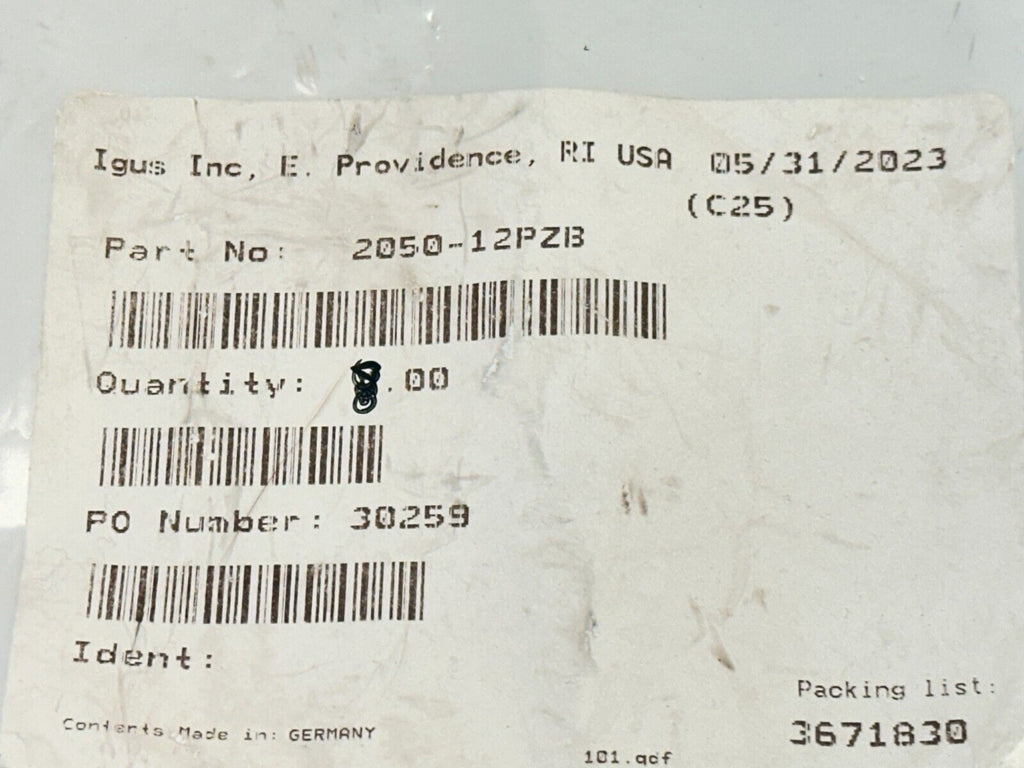 Igus Inc, E. Providence, RI USA 05/31/2023
(C25)
Part No: 2050-12PZB
Quantity: .00
PO Number: 30259
Ident:
Packing list:
3671830
Contents Made in: GERMANY
101.qdf